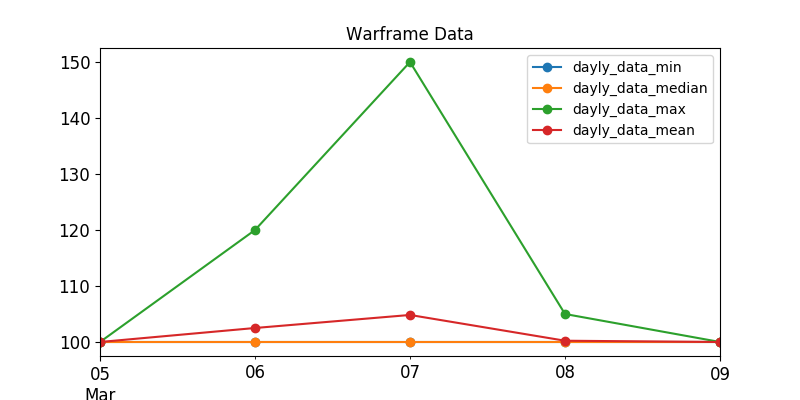 Warframe Data
dayly_data_min
dayly_data_median
dayly_data_max
dayly_data_mean
150
140
130
120
110
100
05 06 07 08 09
Mar